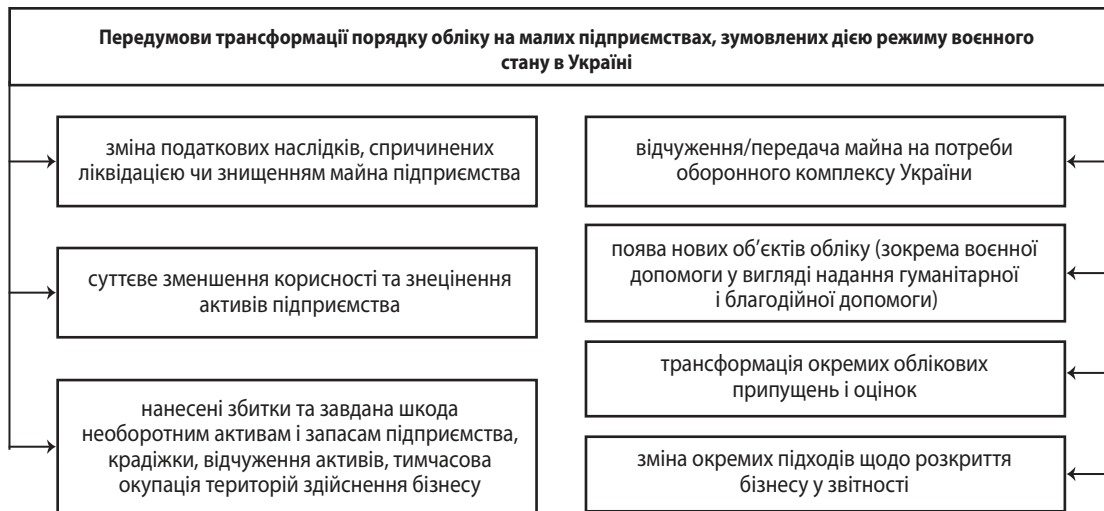 Передумови трансформації порядку обліку на малих підприємствах, зумовлених дією режиму воєнного
стану в Україні
зміна податкових наслідків, спричинених
ліквідацією чи знищенням майна підприємства
суттєве зменшення корисності та знецінення
активів підприємства
нанесені збитки та завдана шкода
необоротним активам і запасам підприємства,
крадіжки, відчуження активів, тимчасова
окупація територій здійснення бізнесу
відчуження/передача майна на потреби
оборонного комплексу України
поява нових об’єктів обліку (зокрема воєнної
допомоги у вигляді надання гуманітарної
і благодійної допомоги)
трансформація окремих облікових
припущень і оцінок
зміна окремих підходів щодо розкриття
бізнесу у звітності